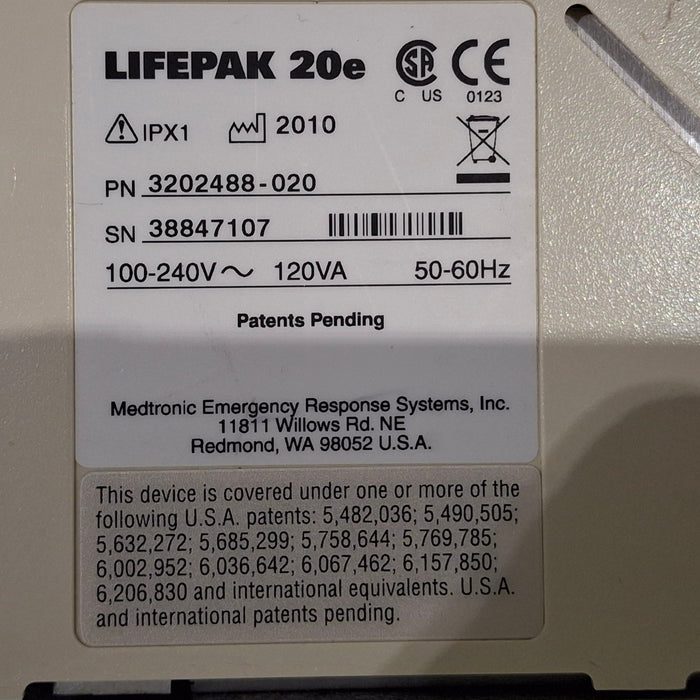 LIFEPAK 20e
C US 0123
IPX1 2010
PN 3202488-020
SN 38847107
100-240V~ 120VA 50-60Hz
Patents Pending
Medtronic Emergency Response Systems, Inc.
11811 Willows Rd. NE
Redmond, WA 98052 U.S.A.
This device is covered under one or more of the
following U.S.A. patents: 5,482,036; 5,490,505;
5,632,272; 5,685,299; 5,758,644; 5,769,785;
6,002,952; 6,036,642; 6,067,462; 6,157,850;
6,206,830 and international equivalents. U.S.A.
and international patents pending.